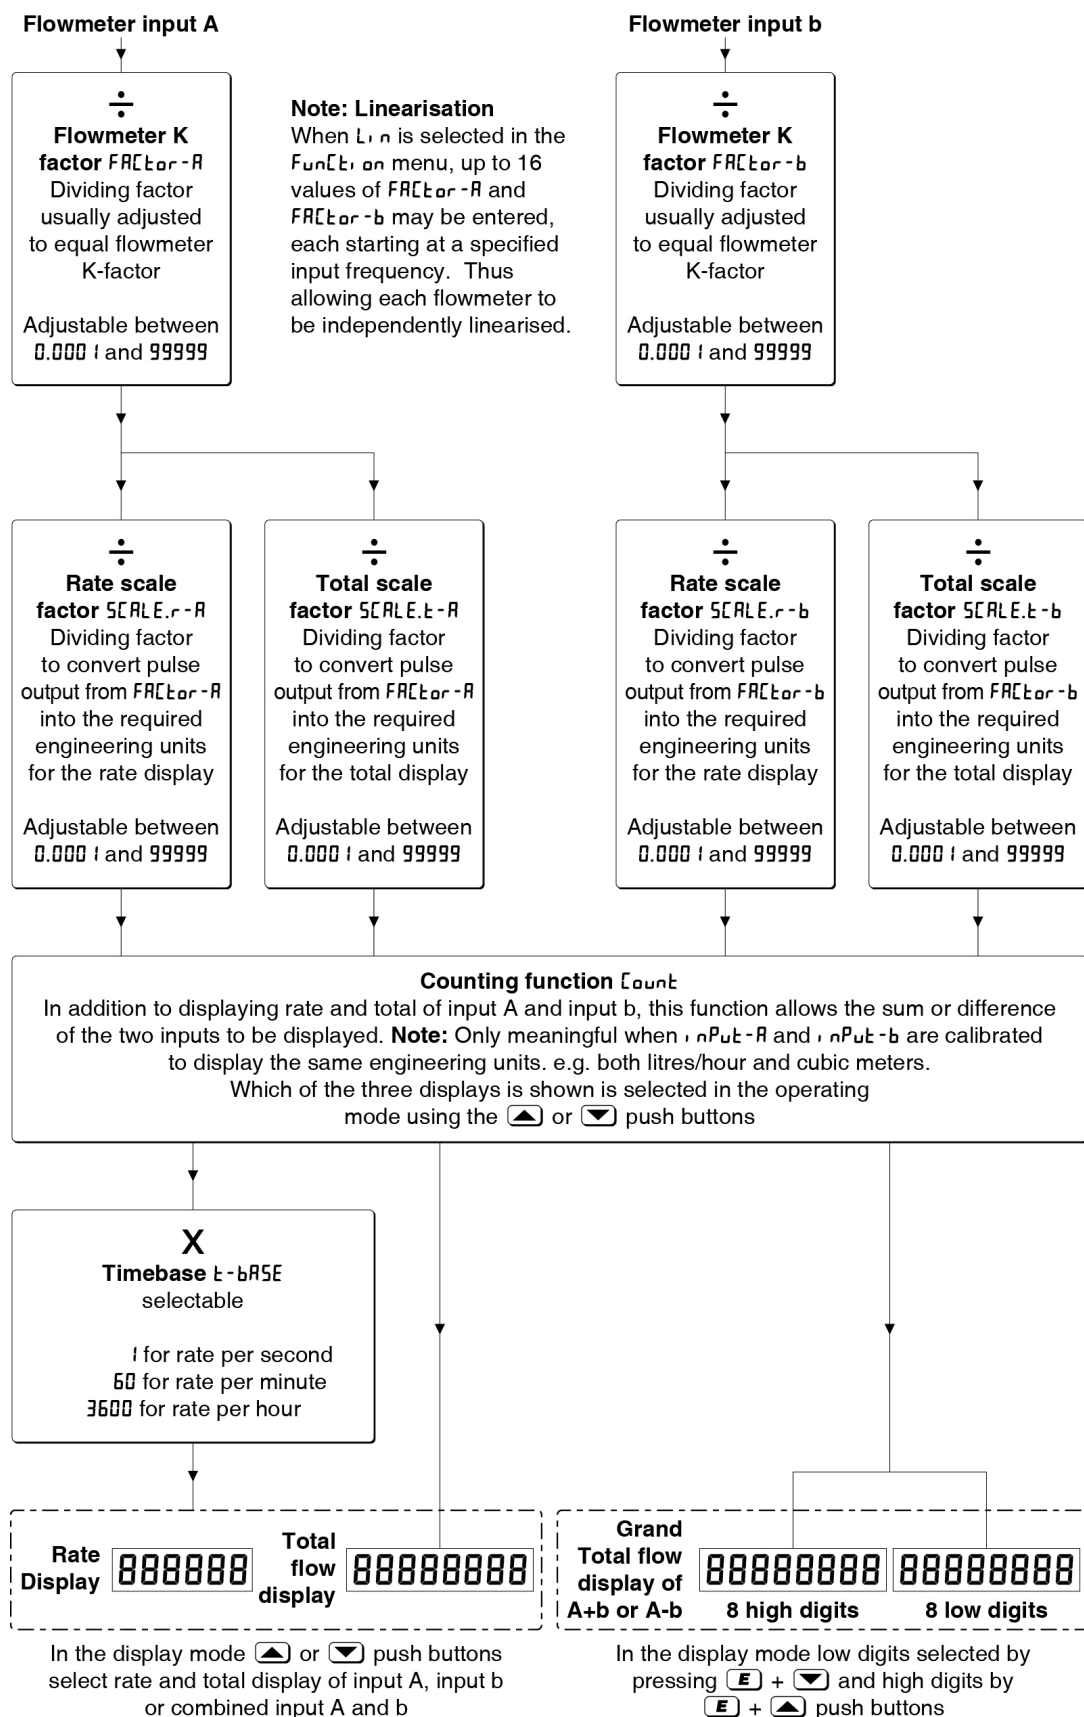 Flowmeter input A
÷
Flowmeter K
factor FACtor-A
Dividing factor
usually adjusted
to equal flowmeter
K-factor
Adjustable between
0.0001 and 99999
Note: Linearisation
When Lin is selected in the
FunCtion menu, up to 16
values of FACtor-A and
FACtor-b may be entered,
each starting at a specified
input frequency. Thus
allowing each flowmeter to
be independently linearised.
Flowmeter input b
÷
Flowmeter K
factor FACtor-b
Dividing factor
usually adjusted
to equal flowmeter
K-factor
Adjustable between
0.0001 and 99999
÷
Rate scale
factor SCALE.r-A
Dividing factor
to convert pulse
output from FACtor-A
into the required
engineering units
for the rate display
Adjustable between
0.0001 and 99999
÷
Total scale
factor SCALE.t-A
Dividing factor
to convert pulse
output from FACtor-A
into the required
engineering units
for the total display
Adjustable between
0.0001 and 99999
÷
Rate scale
factor SCALE.r-b
Dividing factor
to convert pulse
output from FACtor-b
into the required
engineering units
for the rate display
Adjustable between
0.0001 and 99999
÷
Total scale
factor SCALE.t-b
Dividing factor
to convert pulse
output from FACtor-b
into the required
engineering units
for the total display
Adjustable between
0.0001 and 99999
Counting function Count
In addition to displaying rate and total of input A and input b, this function allows the sum or difference
of the two inputs to be displayed. Note: Only meaningful when inPut-A and inPut-b are calibrated
to display the same engineering units. e.g. both litres/hour and cubic meters.
Which of the three displays is shown is selected in the operating
mode using the ▲ or ▼ push buttons
X
Timebase t-bASE
selectable
1 for rate per second
60 for rate per minute
3600 for rate per hour
Rate
Display
888888
Total
flow
display
88888888
Grand
Total flow
display of
A+b or A-b
88888888
8 high digits
88888888
8 low digits
In the display mode ▲ or ▼ push buttons
select rate and total display of input A, input b
or combined input A and b
In the display mode low digits selected by
pressing E + ▼ and high digits by
E + ▲ push buttons